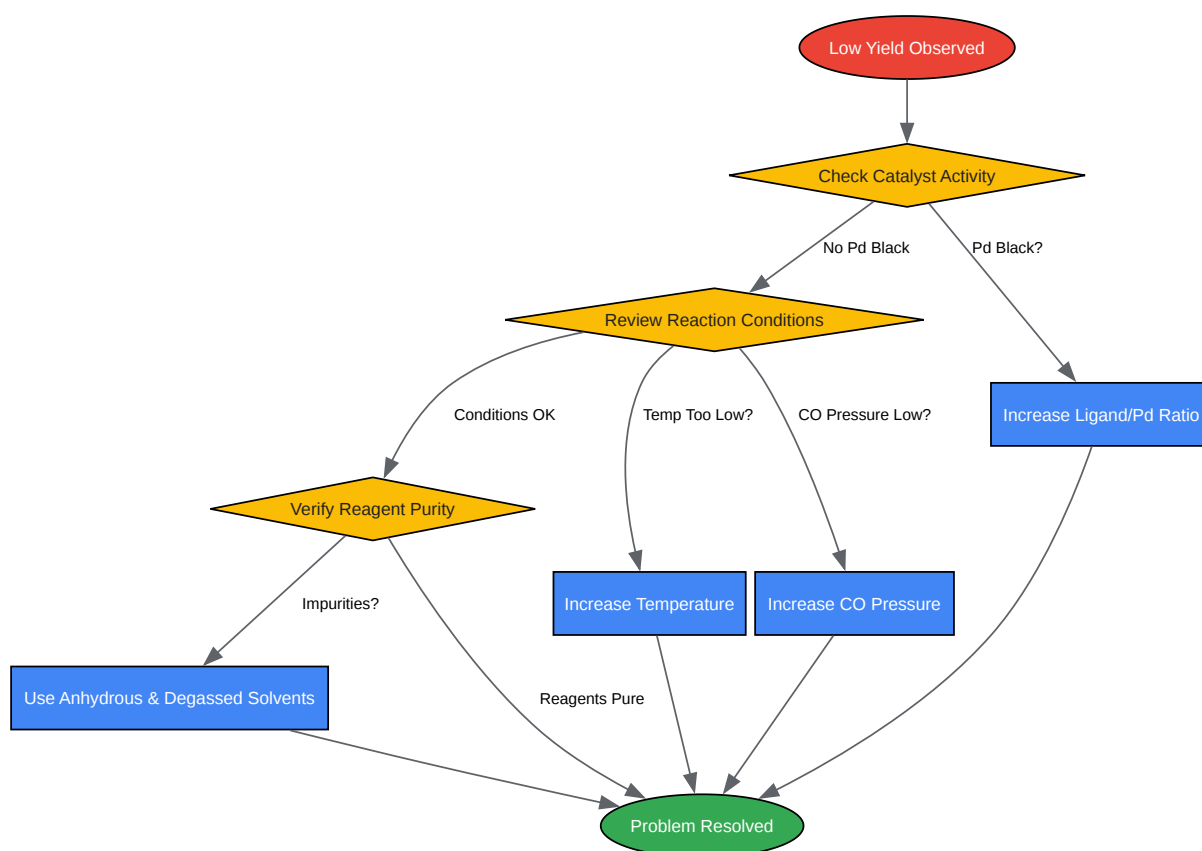 Low Yield Observed
Check Catalyst Activity
No Pd Black
Pd Black?
Review Reaction Conditions
Conditions OK
Temp Too Low?
CO Pressure Low?
Increase Ligand/Pd Ratio
Verify Reagent Purity
Impurities?
Increase Temperature
Increase CO Pressure
Use Anhydrous & Degassed Solvents
Reagents Pure
Problem Resolved